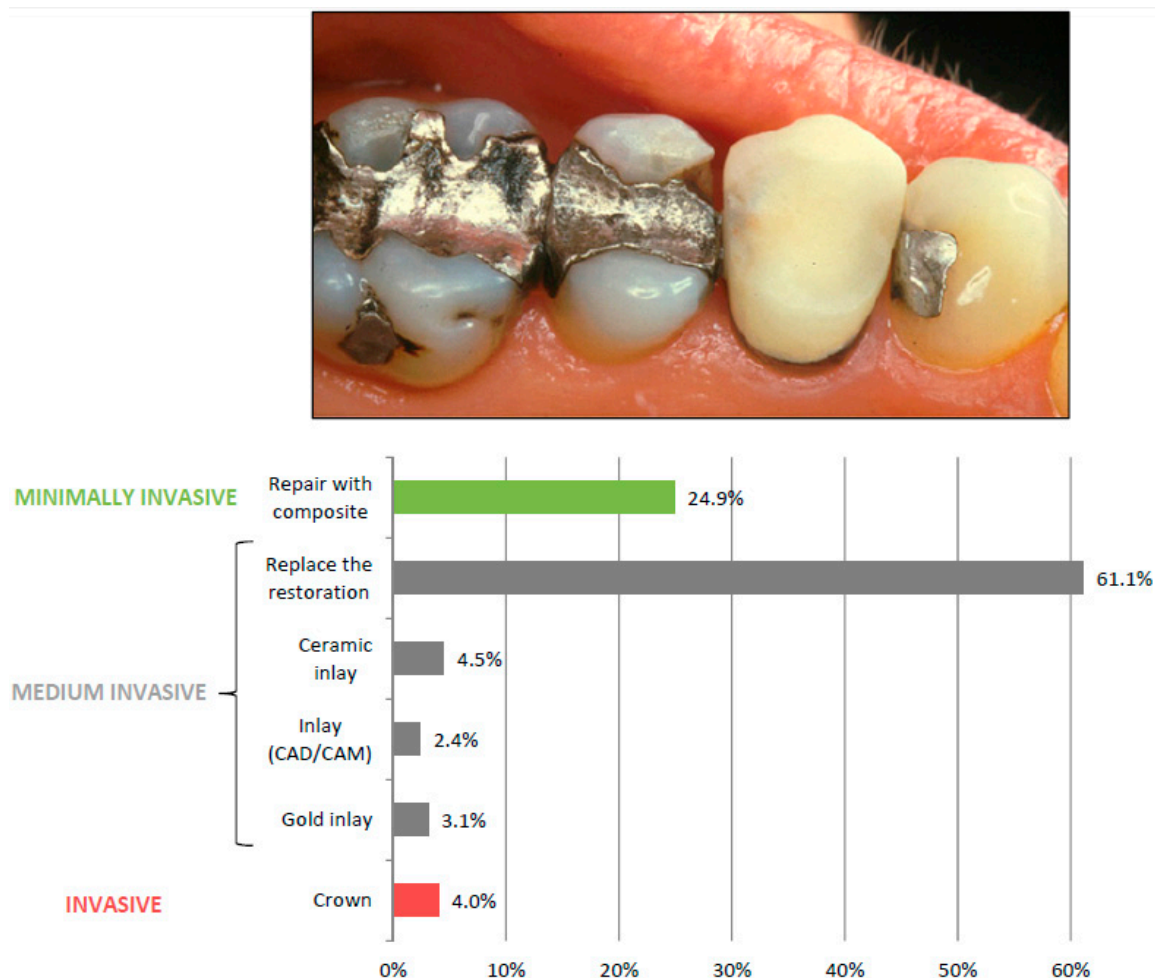 MINIMALLY INVASIVE
Repair with
composite
24.9%
Replace the
restoration
61.1%
MEDIUM INVASIVE
Ceramic
inlay
4.5%
Inlay
(CAD/CAM)
2.4%
Gold inlay
3.1%
INVASIVE
Crown
4.0%
0% 10% 20% 30% 40% 50% 60%